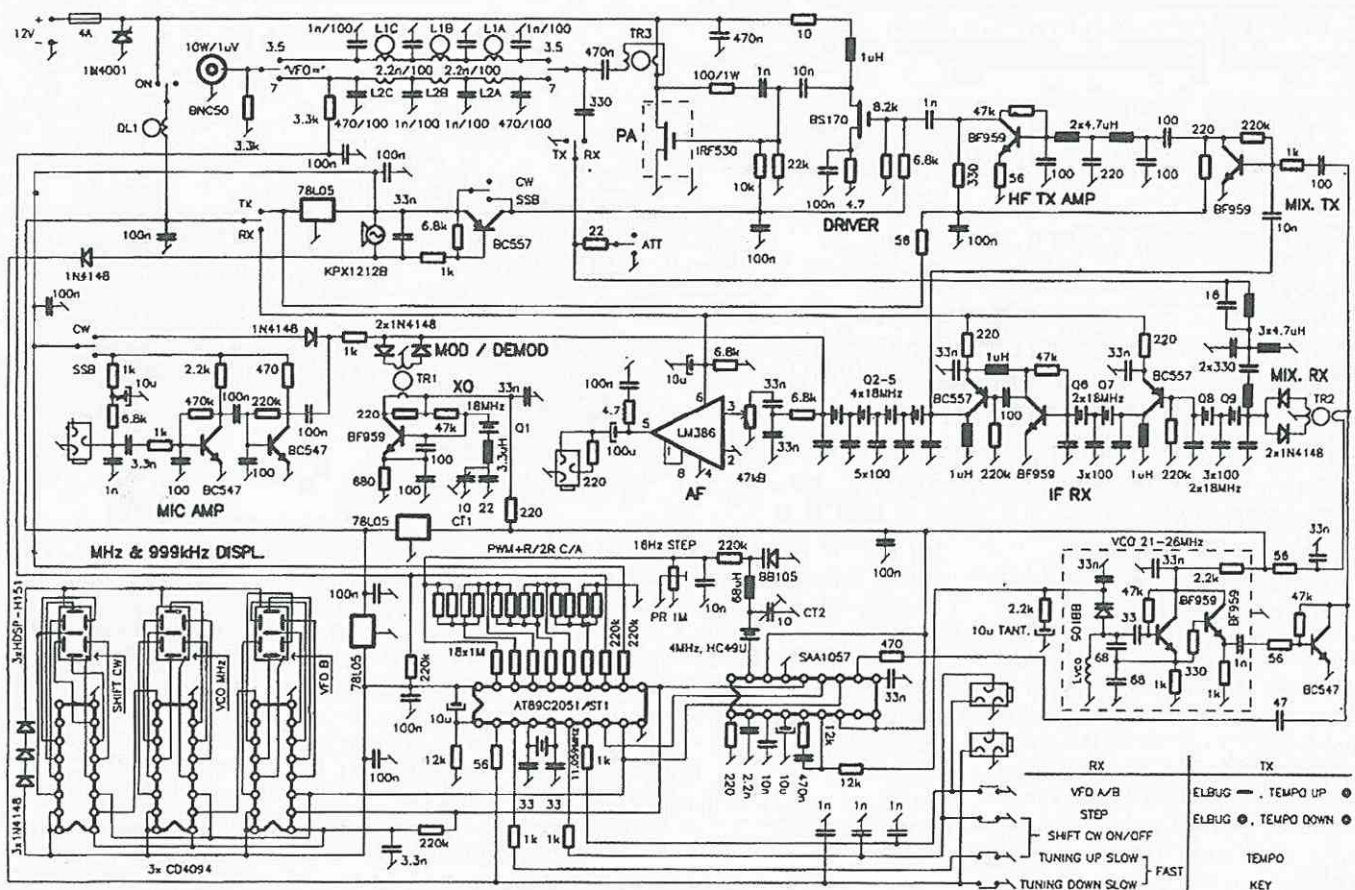 12V
+
-
4A
1M4001
ON
DL1
10W/1uV
BNC50
3.3k
"VFO="
3.5
7
3.3k
100n
1n/100
L1C
L1B
L1A
1n/100
2.2n/100
2.2n/100
L2C
L2B
L2A
470/100
1n/100
1n/100
470/100
3.5
7
470n
TR3
330
TX
RX
470n
10
1uH
100/1W
1n
10n
PA
IRF530
10k
22k
BS170
8.2k
6.8k
1n
100n
4.7
DRIVER
100n
330
100n
47k
BF959
56
HF TX AMP
2x4.7uH
100
220
100
100
220
220k
BF959
1k
100
MIX. TX
10n
56
100n
TX
RX
78L05
100n
33n
KPX1212B
6.8k
1k
BC557
CW
SSB
22
ATT
100n
1N4148
100n
CW
SSB
1k
10u
6.8k
3.3n
1n
1k
100
470k
2.2k
BC547
100n
100
220k
470
100n
BC547
MIC AMP
1N4148
1k
2x1N4148
MOD / DEMOD
TR1
XO
18MHz
33n
220
47k
BF959
100
680
100
Q1
3.3uH
10
22
CT1
220
10u
6.8k
100n
4.7
5
6
3
2
LM386
1
8
4
100u
220
AF
33n
47kB
33n
6.8k
Q2-5
4x18MHz
5x100
33n
220
1uH
BC557
100
1uH
220k
47k
BF959
Q6
Q7
2x18MHz
3x100
33n
220
BC557
1uH
220k
IF RX
Q8
Q9
3x100
2x18MHz
16
3x4.7uH
2x330
MIX. RX
TR2
2x1N4148
MHz & 999kHz DISPL.
3xHDSP-H151
SHIFT CW
VCO MHz
VFO B
3x1N4148
3x CD4094
3.3n
220k
78L05
100n
78L05
100n
PWM+R/2R C/A
18x1M
220k
220k
220k
100n
10u
AT89C2051/ST1
12k
56
33
33
11.059MHz
1k
1k
1k
16Hz STEP
PR 1M
10n
220k
68uH
BB105
10
CT2
4MHz, HC49U
SAA1057
470
33n
220
2.2n
10n
10u
470n
12k
12k
1n
1n
1n
100n
VCO 21-26MHz
33n
33n
2.2k
10u TANT.
BB105
Lvco
68
68
33
47k
BF959
1k
330
2.2k
BF959
1k
1n
56
33n
56
47k
BC547
47
RX
TX
VFO A/B
ELBUG , TEMPO UP
STEP
ELBUG , TEMPO DOWN
SHIFT CW ON/OFF
TUNING UP SLOW
FAST
TEMPO
TUNING DOWN SLOW
KEY